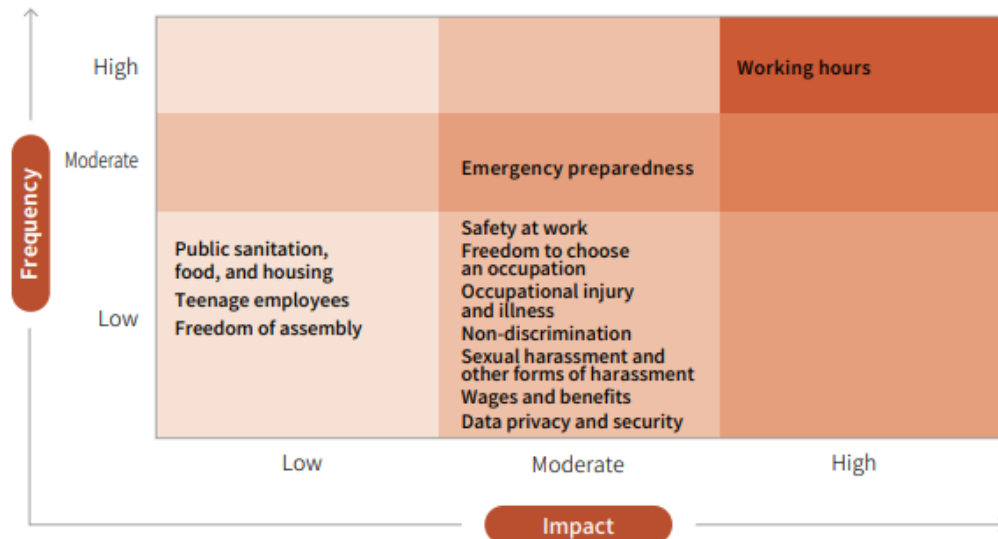 High
Working hours
Moderate
Emergency preparedness
Frequency
Low
Public sanitation,
food, and housing
Teenage employees
Freedom of assembly
Safety at work
Freedom to choose
an occupation
Occupational injury
and illness
Non-discrimination
Sexual harassment and
other forms of harassment
Wages and benefits
Data privacy and security
Low
Moderate
High
Impact